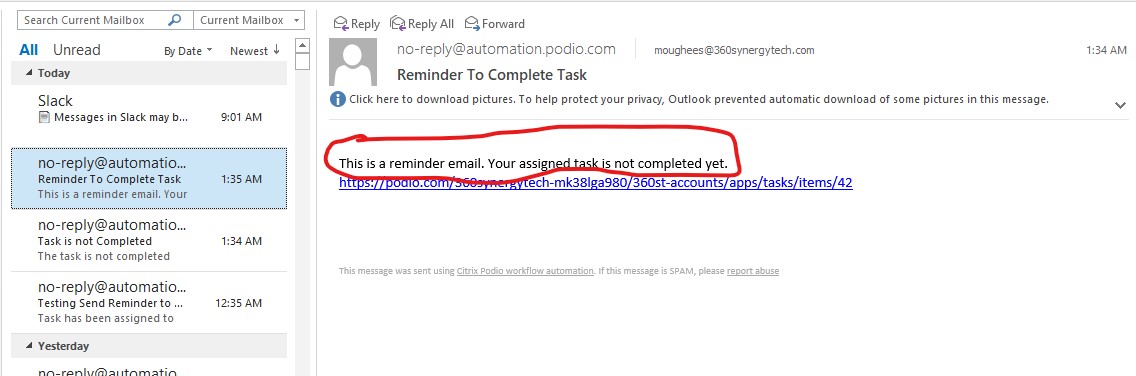 Search Current Mailbox
Current Mailbox
All Unread By Date Newest
Today
Slack
Messages in Slack may b... 9:01 AM
no-reply@automatio...
Reminder To Complete Task 1:35 AM
This is a reminder email. Your
no-reply@automatio...
Task is not Completed 1:34 AM
The task is not completed
no-reply@automatio...
Testing Send Reminder to ... 12:35 AM
Task has been assigned to
Yesterday
no-reply@automatio...
Reply Reply All Forward
no-reply@automation.podio.com moughees@360synergytech.com 1:34 AM
Reminder To Complete Task
Click here to download pictures. To help protect your privacy, Outlook prevented automatic download of some pictures in this message.
This is a reminder email. Your assigned task is not completed yet.
https://podio.com/360synergytech-mk38lga980/360st-accounts/apps/tasks/items/42
This message was sent using Citrix Podio workflow automation. If this message is SPAM, please report abuse